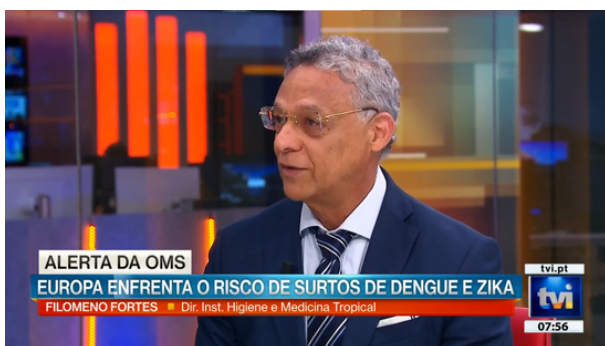 ALERTA DA OMS
EUROPA ENFRENTA O RISCO DE SURTOS DE DENGUE E ZIKA
FILOMENO FORTES ■ Dir. Inst. Higiene e Medicina Tropical
tvi.pt
tvi
07:56